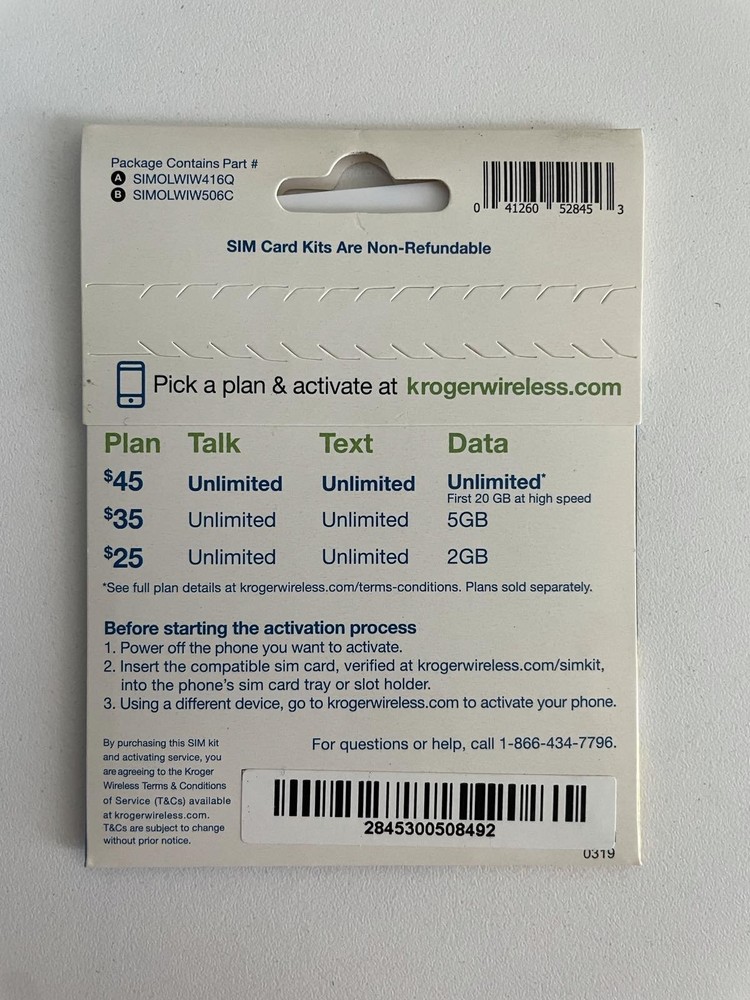 Package Contains Part #
A SIMOLWIW416Q
B SIMOLWIW506C
0 41260 52845 3
SIM Card Kits Are Non-Refundable
Pick a plan & activate at krogerwireless.com
Plan Talk Text Data
$45 Unlimited Unlimited Unlimited*
First 20 GB at high speed
$35 Unlimited Unlimited 5GB
$25 Unlimited Unlimited 2GB
*See full plan details at krogerwireless.com/terms-conditions. Plans sold separately.
Before starting the activation process
1. Power off the phone you want to activate.
2. Insert the compatible sim card, verified at krogerwireless.com/simkit,
into the phone's sim card tray or slot holder.
3. Using a different device, go to krogerwireless.com to activate your phone.
By purchasing this SIM kit
and activating service, you
are agreeing to the Kroger
Wireless Terms & Conditions
of Service (T&Cs) available
at krogerwireless.com.
T&Cs are subject to change
without prior notice.
For questions or help, call 1-866-434-7796.
2845300508492
0319